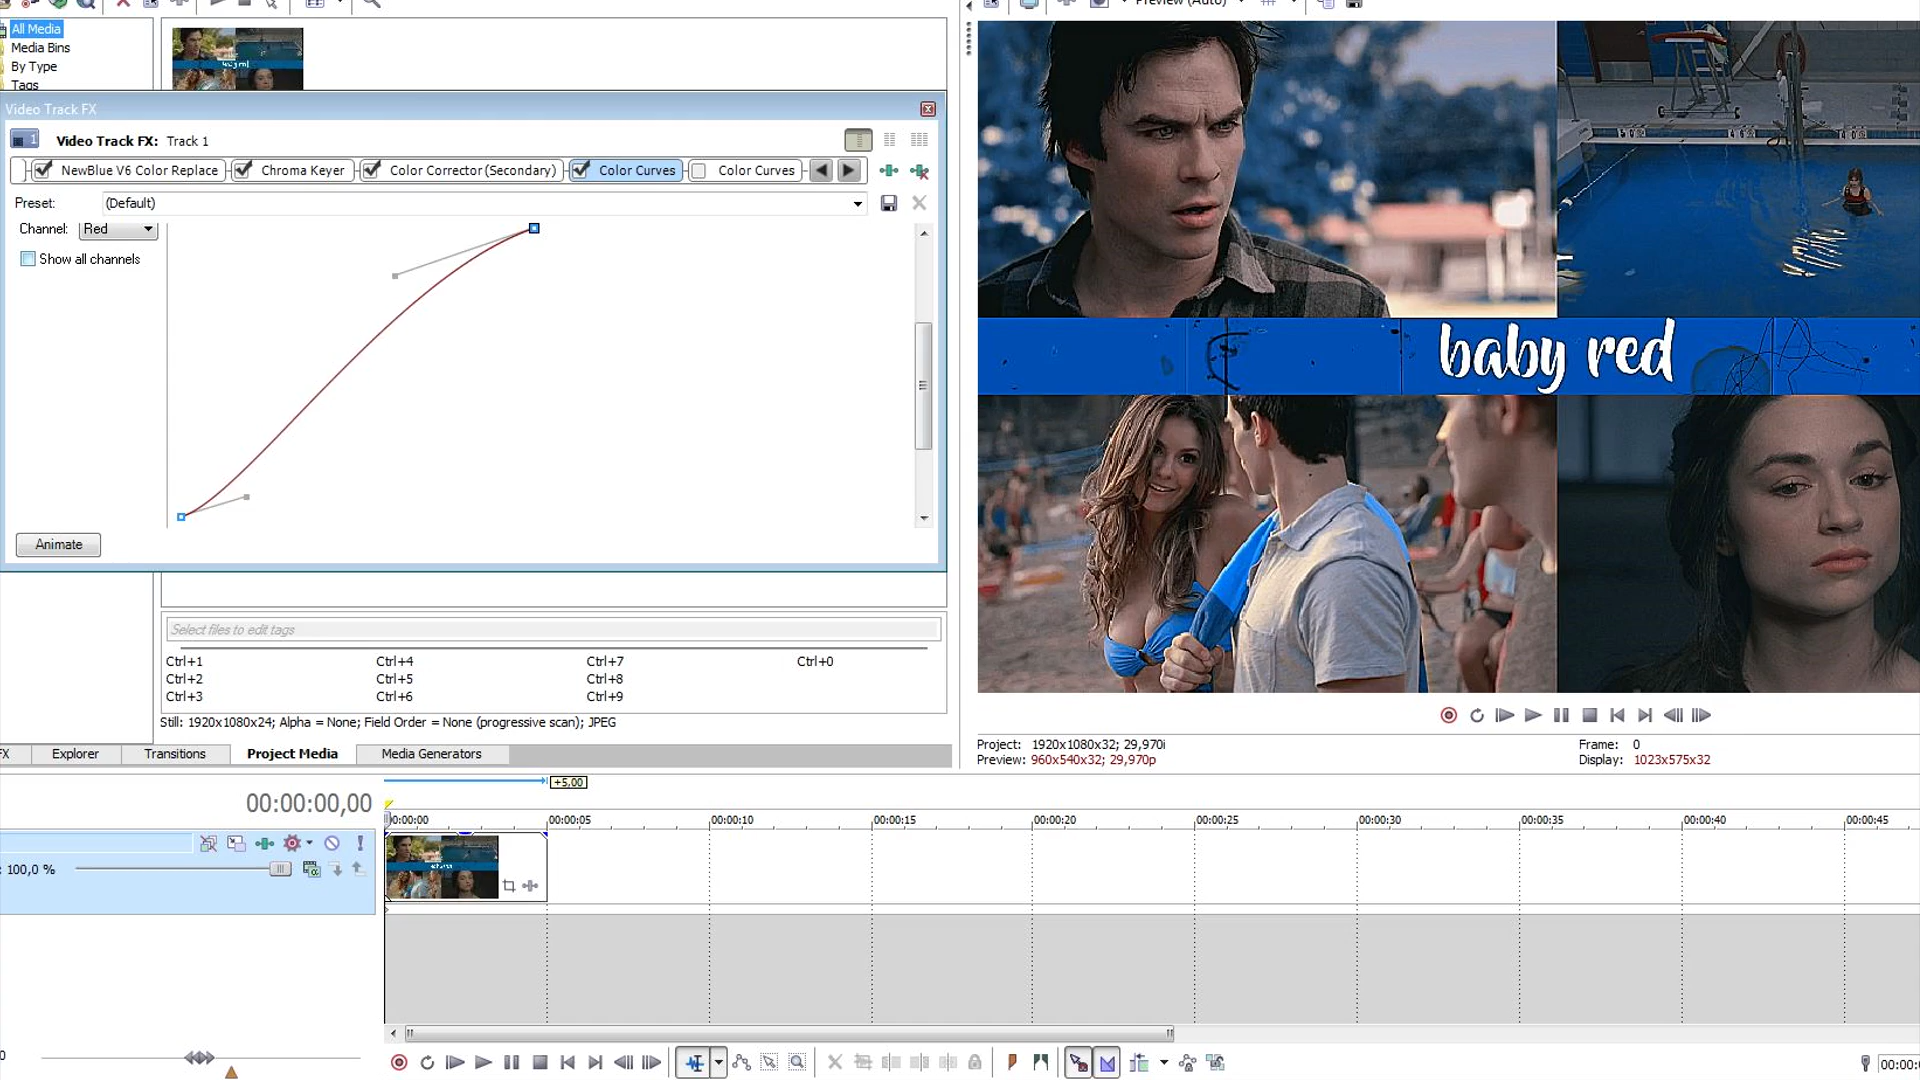 All Media
Media Bins
By Type
Tags
Preview (Auto)
Video Track FX
1
Video Track FX: Track 1
NewBlue V6 Color Replace
Chroma Keyer
Color Corrector (Secondary)
Color Curves
Color Curves
Preset: (Default)
Channel: Red
Show all channels
Animate
baby red
Select files to edit tags
Ctrl+1 Ctrl+4 Ctrl+7 Ctrl+0
Ctrl+2 Ctrl+5 Ctrl+8
Ctrl+3 Ctrl+6 Ctrl+9
Still: 1920x1080x24; Alpha = None; Field Order = None (progressive scan); JPEG
FX Explorer Transitions Project Media Media Generators
Project: 1920x1080x32; 29,970i
Preview: 960x540x32; 29,970p
Frame: 0
Display: 1023x575x32
+5,00
00:00:00,00
00:00:00 00:00:05 00:00:10 00:00:15 00:00:20 00:00:25 00:00:30 00:00:35 00:00:40 00:00:45
: 100,0 %